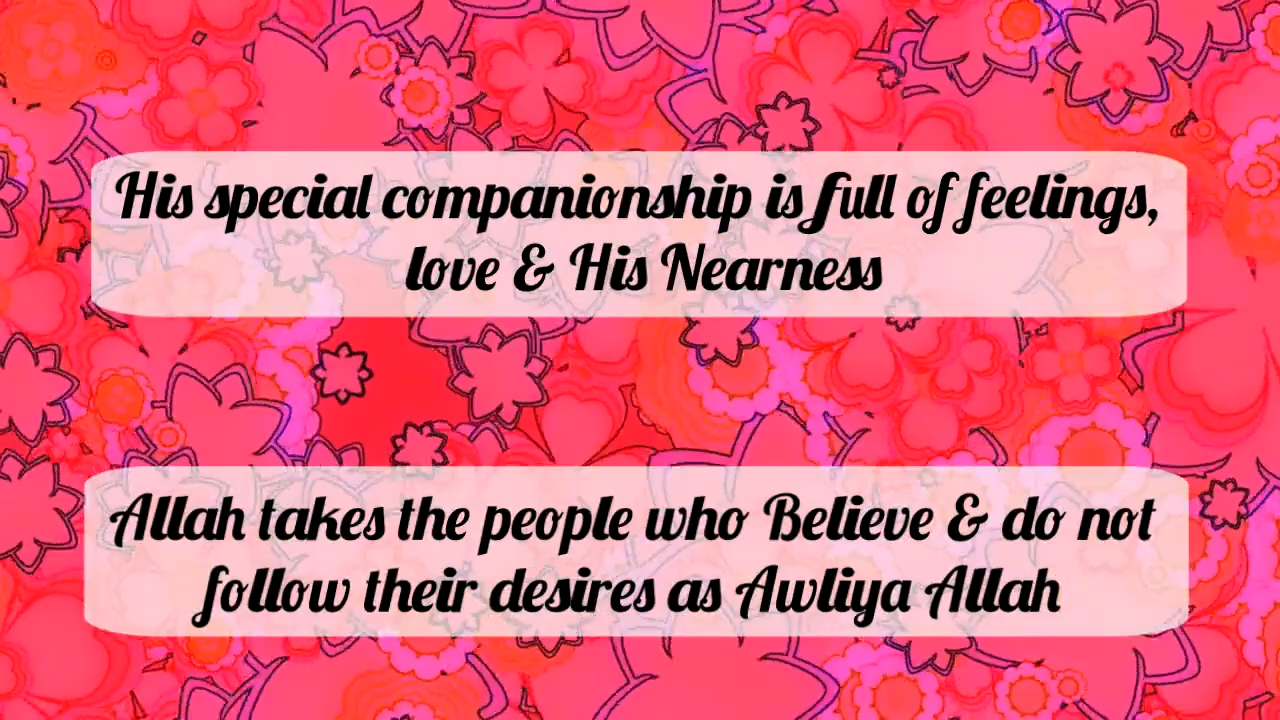 His special companionship is full of feelings,
love & His Nearness
Allah takes the people who Believe & do not
follow their desires as Awliya Allah